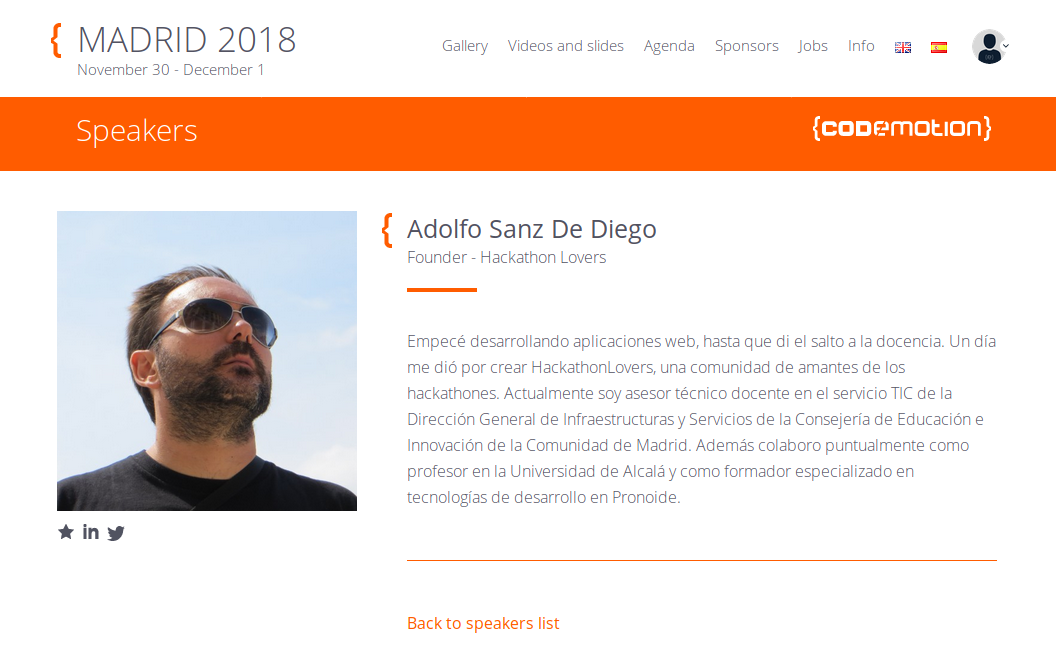 MADRID 2018
November 30 - December 1
Gallery Videos and slides Agenda Sponsors Jobs Info
Speakers
{codemotion}
Adolfo Sanz De Diego
Founder - Hackathon Lovers
Empecé desarrollando aplicaciones web, hasta que di el salto a la docencia. Un día
me dió por crear HackathonLovers, una comunidad de amantes de los
hackathones. Actualmente soy asesor técnico docente en el servicio TIC de la
Dirección General de Infraestructuras y Servicios de la Consejería de Educación e
Innovación de la Comunidad de Madrid. Además colaboro puntualmente como
profesor en la Universidad de Alcalá y como formador especializado en
tecnologías de desarrollo en Pronoide.
in
Back to speakers list